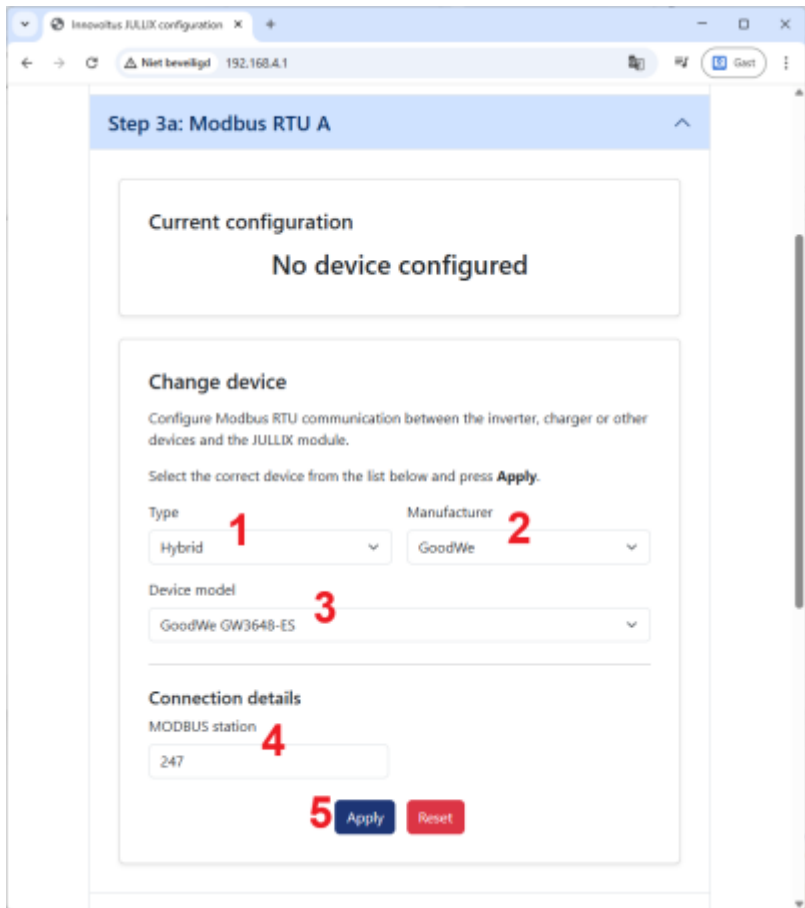 Innovoltus JULLIX configuration
Niet beveiligd 192.168.4.1 Gast
Step 3a: Modbus RTU A
Current configuration
No device configured
Change device
Configure Modbus RTU communication between the inverter, charger or other
devices and the JULLIX module.
Select the correct device from the list below and press Apply.
Type 1 Manufacturer 2
Hybrid GoodWe
Device model 3
GoodWe GW3648-ES
Connection details
MODBUS station 4
247
5 Apply Reset